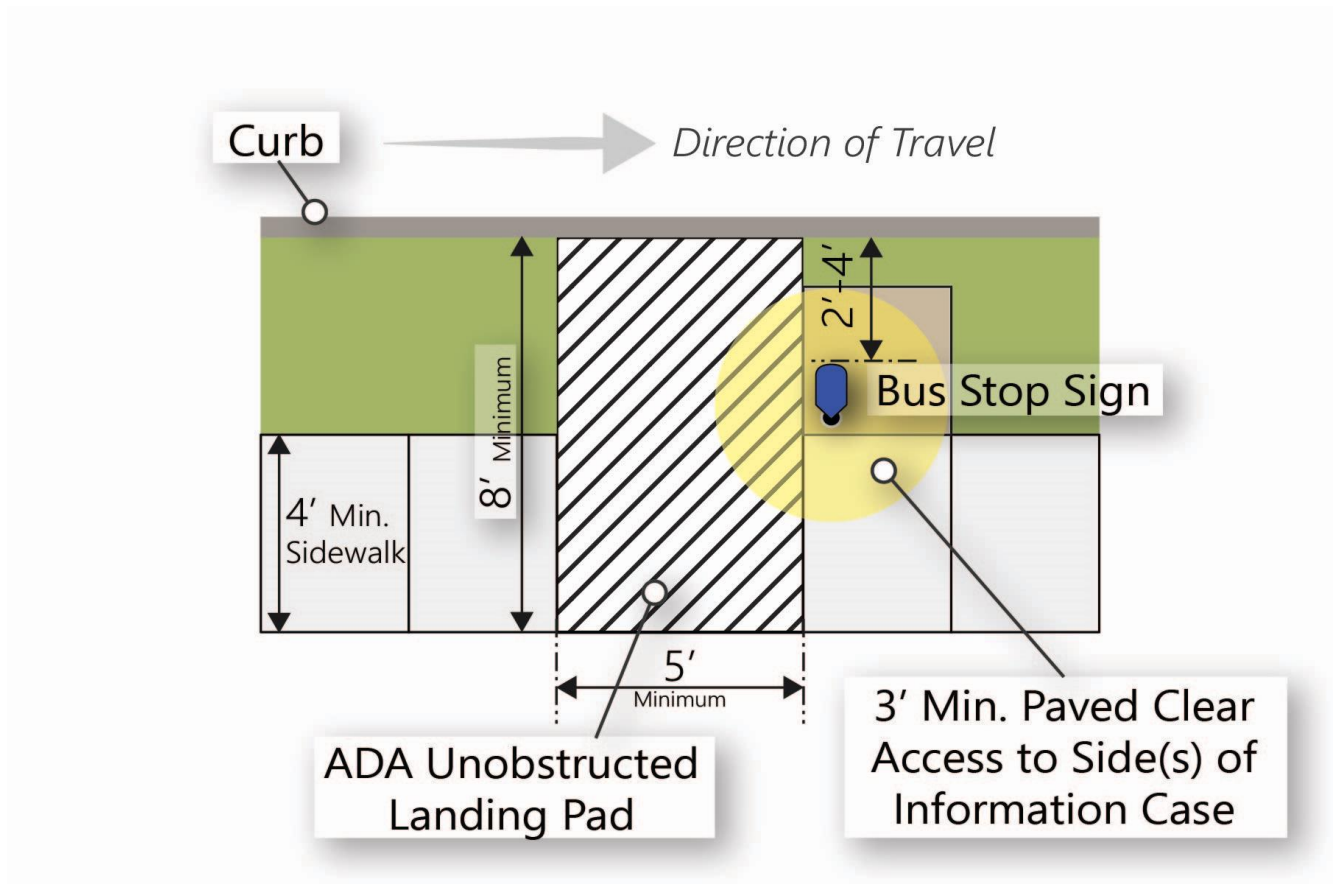 Curb
Direction of Travel
2′-4′
Bus Stop Sign
8′ Minimum
4′ Min.
Sidewalk
5′
Minimum
3′ Min. Paved Clear
Access to Side(s) of
Information Case
ADA Unobstructed
Landing Pad